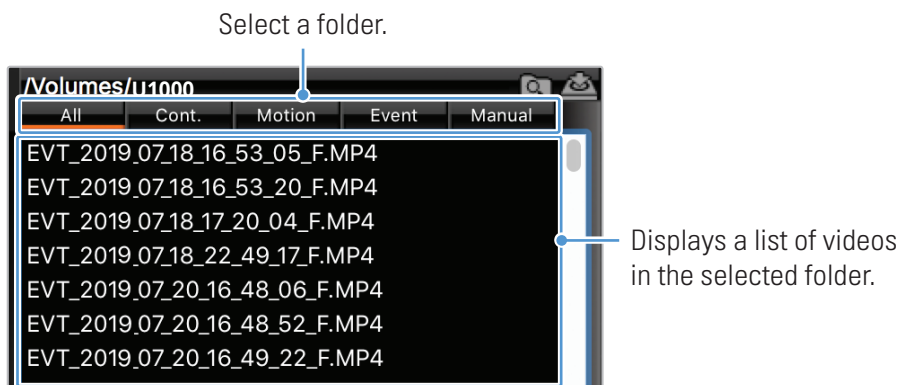 Select a folder.
/Volumes/U1000
All Cont. Motion Event Manual
EVT_2019_07_18_16_53_05_F.MP4
EVT_2019_07_18_16_53_20_F.MP4
EVT_2019_07_18_17_20_04_F.MP4
EVT_2019_07_18_22_49_17_F.MP4
EVT_2019_07_20_16_48_06_F.MP4
EVT_2019_07_20_16_48_52_F.MP4
EVT_2019_07_20_16_49_22_F.MP4
Displays a list of videos
in the selected folder.